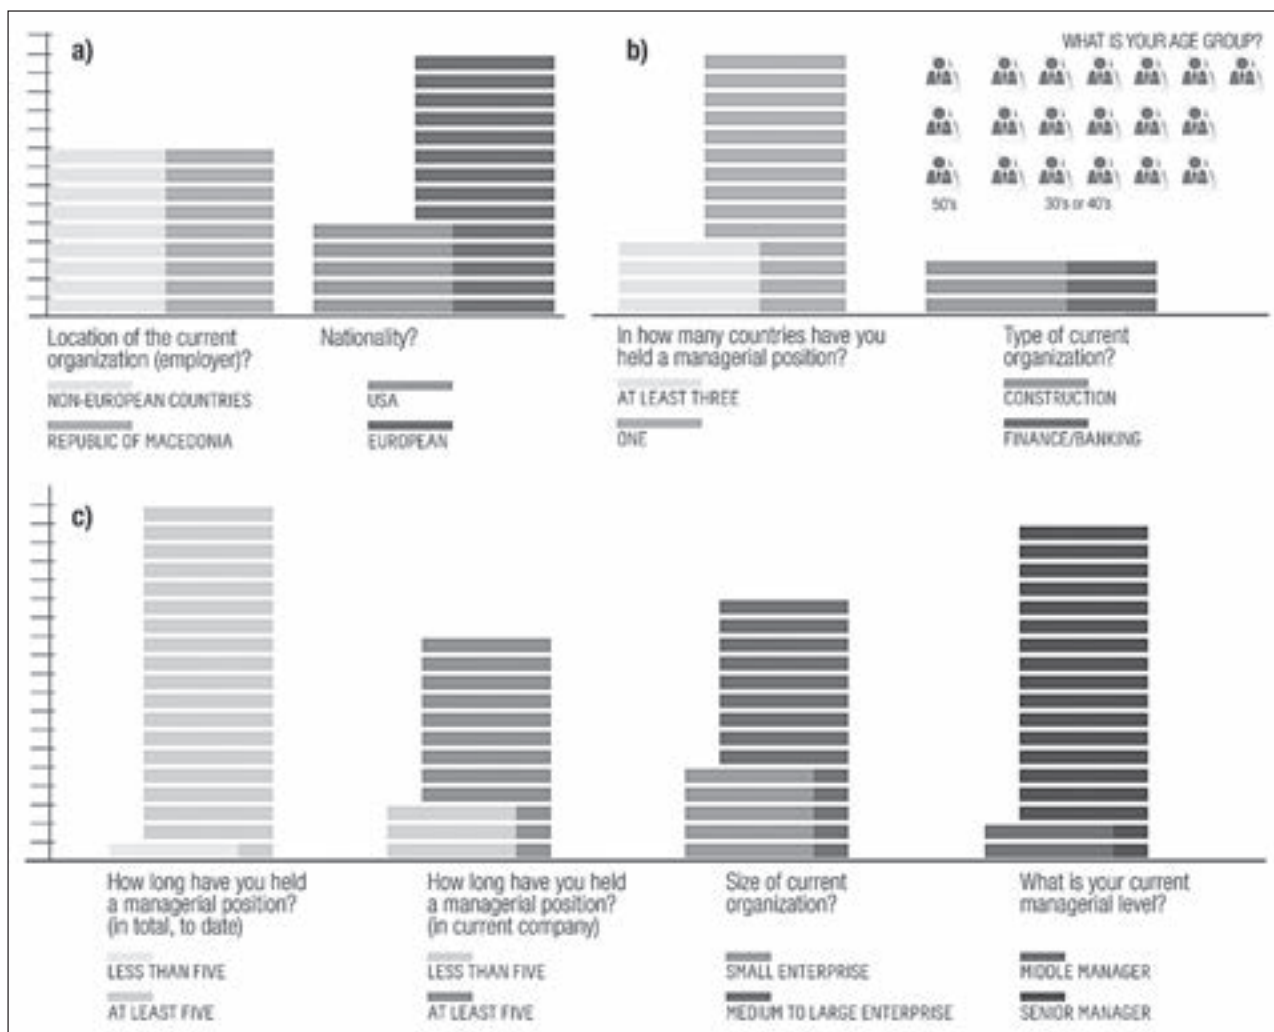 a)
Location of the current
organization (employer)?
NON-EUROPEAN COUNTRIES
REPUBLIC OF MACEDONIA
Nationality?
USA
EUROPEAN
b)
WHAT IS YOUR AGE GROUP?
50's
30's or 40's
In how many countries have you
held a managerial position?
AT LEAST THREE
ONE
Type of current
organization?
CONSTRUCTION
FINANCE/BANKING
c)
How long have you held
a managerial position?
(in total, to date)
LESS THAN FIVE
AT LEAST FIVE
How long have you held
a managerial position?
(in current company)
LESS THAN FIVE
AT LEAST FIVE
Size of current
organization?
SMALL ENTERPRISE
MEDIUM TO LARGE ENTERPRISE
What is your current
managerial level?
MIDDLE MANAGER
SENIOR MANAGER